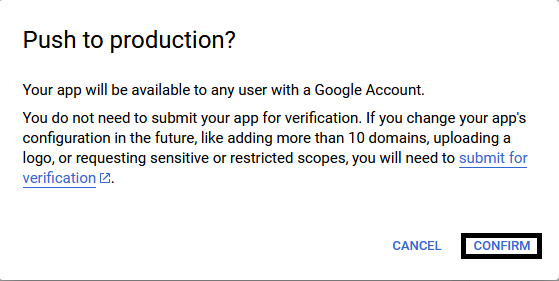 Push to production?
Your app will be available to any user with a Google Account.
You do not need to submit your app for verification. If you change your app's
configuration in the future, like adding more than 10 domains, uploading a
logo, or requesting sensitive or restricted scopes, you will need to submit for
verification.
CANCEL CONFIRM